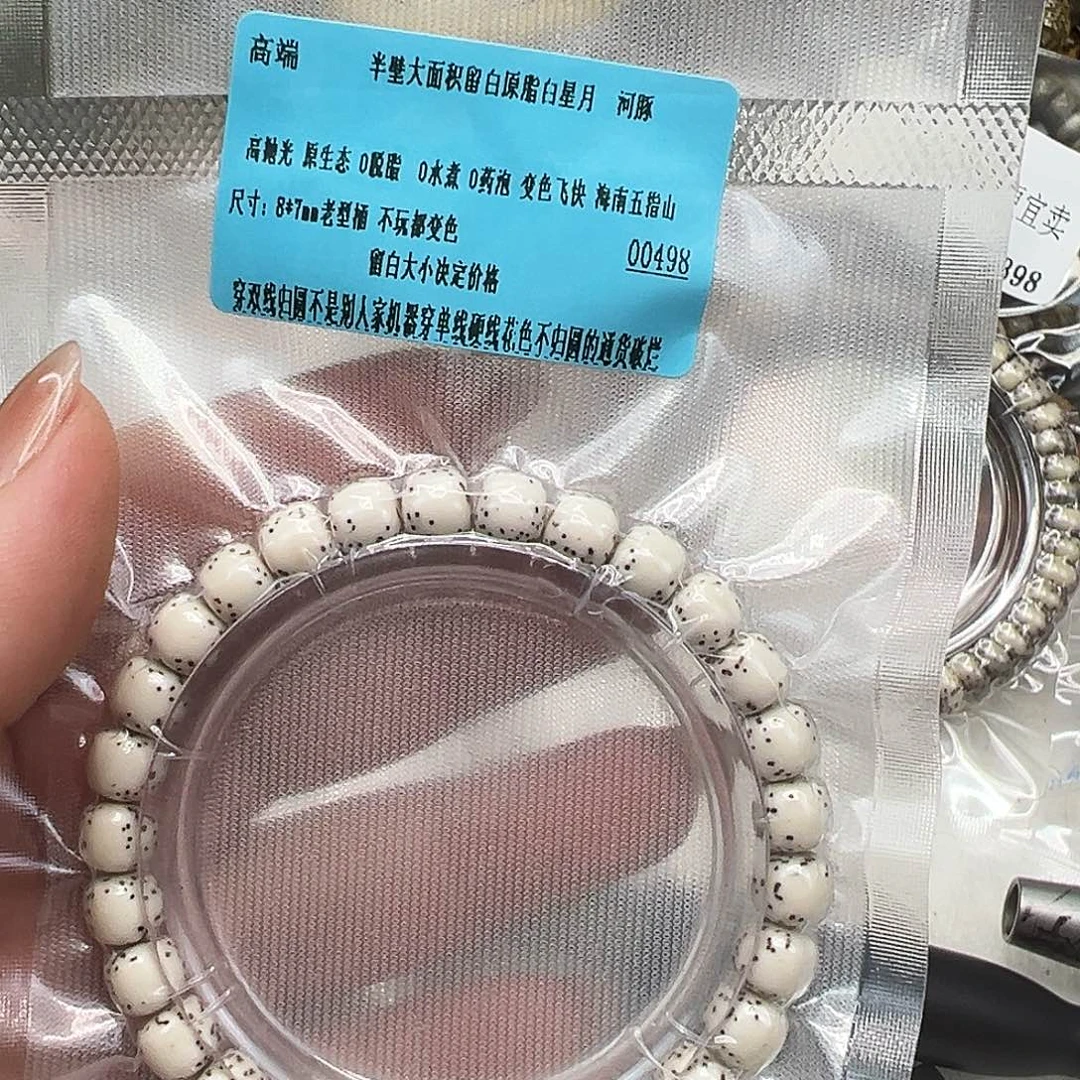 高端 半壁大面积留白原脂白星月 河豚
高抛光 原生态 0脱脂 0水煮 0药泡 变色飞快 海南五指山
尺寸：8*7mm老型桶 不玩都变色
00498
留白大小决定价格
穿双线归圆不是别人家机器穿单线硬线花色不归圆的通货破烂
宜卖
398